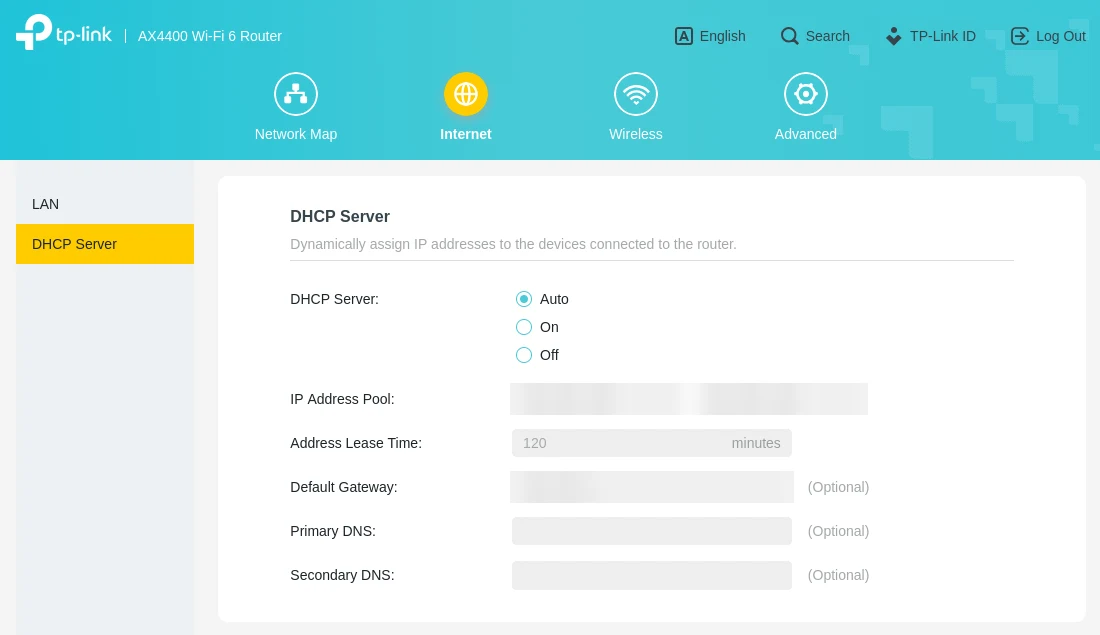 tp-link | AX4400 Wi-Fi 6 Router
A English Search TP-Link ID Log Out
Network Map Internet Wireless Advanced
LAN
DHCP Server
DHCP Server
Dynamically assign IP addresses to the devices connected to the router.
DHCP Server: Auto
On
Off
IP Address Pool:
Address Lease Time: 120 minutes
Default Gateway: (Optional)
Primary DNS: (Optional)
Secondary DNS: (Optional)